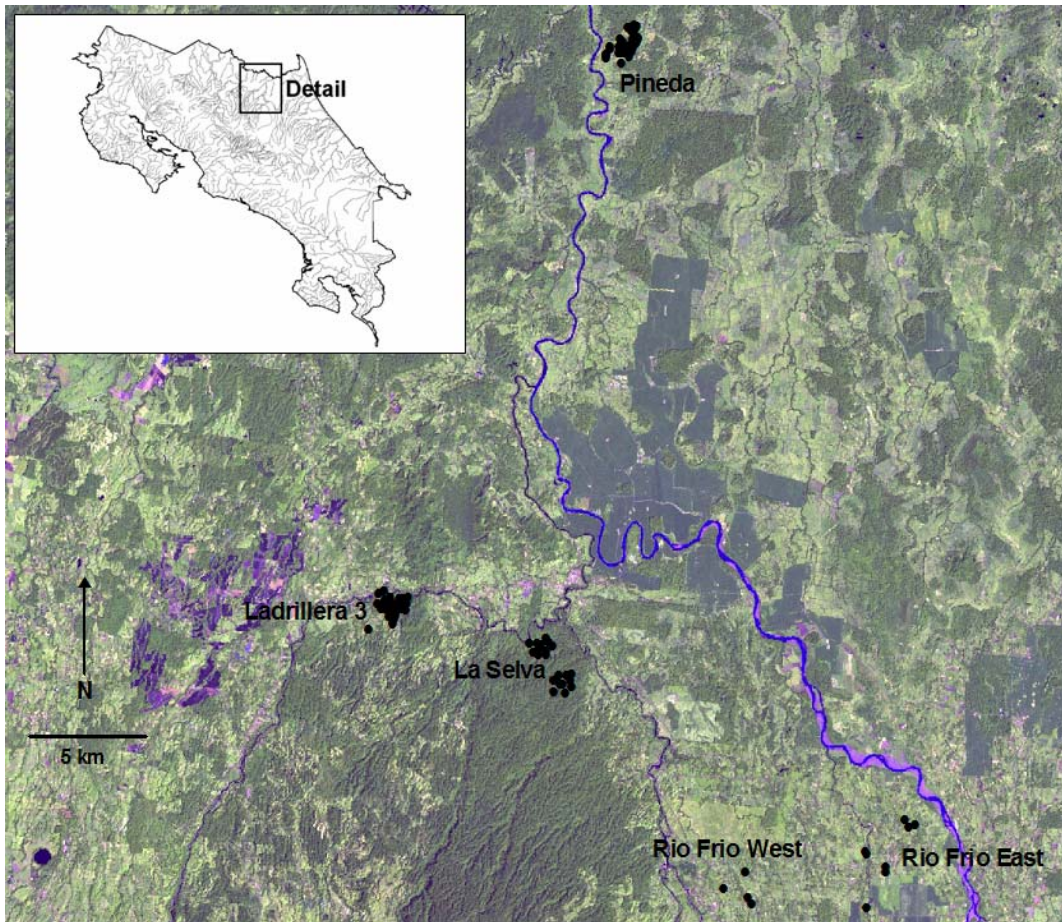 Detail
Pineda
Ladrillera 3
La Selva
N
5 km
Rio Frio West
Rio Frio East